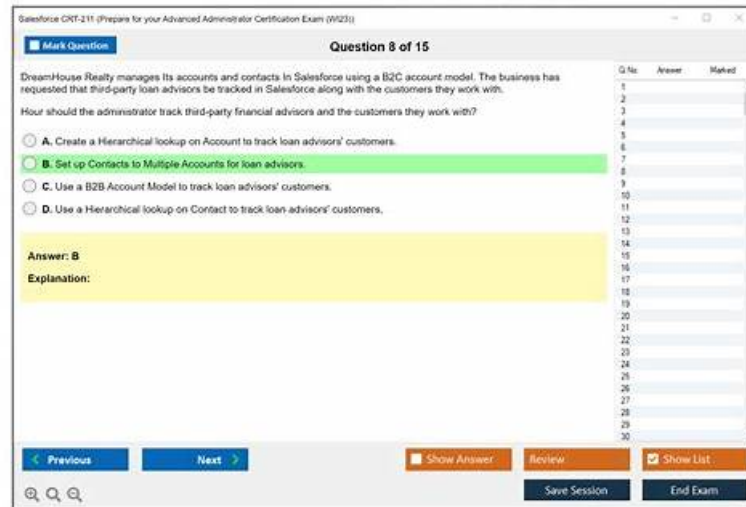 Salesforce CRT-211 (Prepare for your Advanced Administrator Certification Exam (WI23))
Mark Question
Question 8 of 15
DreamHouse Realty manages Its accounts and contacts In Salesforce using a B2C account model. The business has
requested that third-party loan advisors be tracked in Salesforce along with the customers they work with.
Hour should the administrator track third-party financial advisors and the customers they work with?
A. Create a Hierarchical lookup on Account to track loan advisors' customers.
B. Set up Contacts to Multiple Accounts for loan advisors.
C. Use a B2B Account Model to track loan advisors' customers.
D. Use a Hierarchical lookup on Contact to track loan advisors' customers.
Answer: B
Explanation:
Q.No Answer Marked
1
2
3
4
5
6
7
8
9
10
11
12
13
14
15
16
17
18
19
20
21
22
23
24
25
26
27
28
29
30
Previous
Next
Show Answer
Review
Show List
Save Session
End Exam